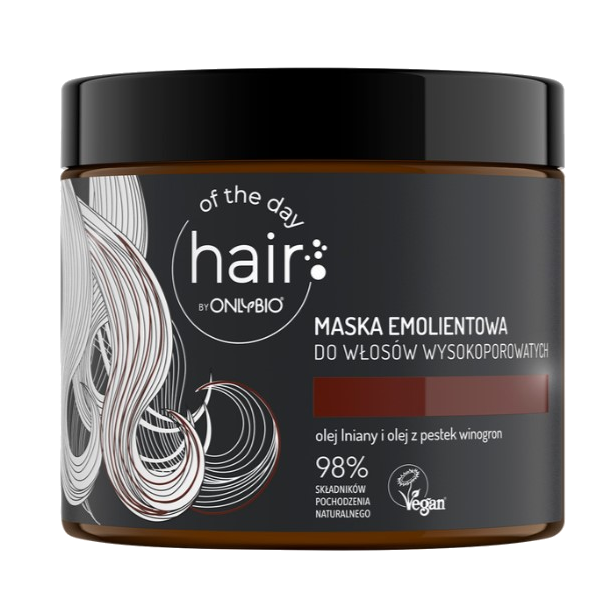 of the day
hair
BY ONLYBIO®
MASKA EMOLIENTOWA
DO WŁOSÓW WYSOKOPOROWATYCH
olej lniany i olej z pestek winogron
98%
SKŁADNIKÓW
POCHODZENIA
NATURALNEGO
Vegan